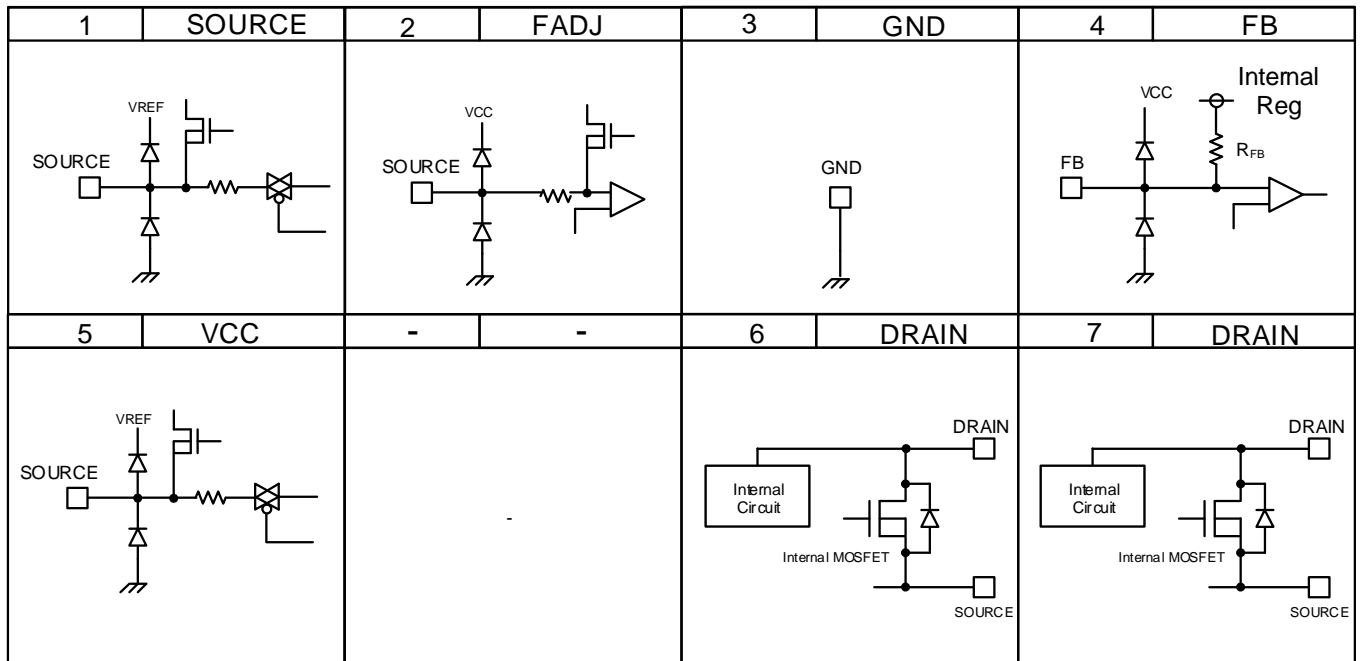 1 SOURCE 2 FADJ 3 GND 4 FB
VREF
SOURCE
VCC
SOURCE
GND
Internal
Reg
VCC
RFB
FB
5 VCC - - 6 DRAIN 7 DRAIN
VREF
SOURCE
-
DRAIN
Internal
Circuit
Internal MOSFET
SOURCE
DRAIN
Internal
Circuit
Internal MOSFET
SOURCE